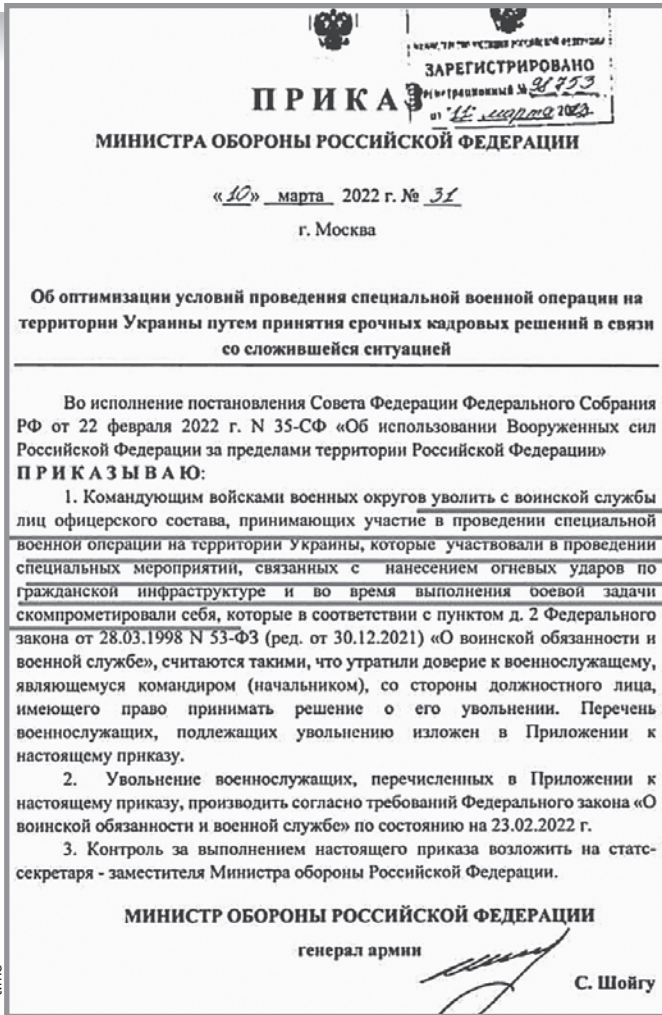 ЗАРЕГИСТРИРОВАНО
Регистрационный № 91753
от "11" марта 2022.
ПРИКАЗ
МИНИСТРА ОБОРОНЫ РОССИЙСКОЙ ФЕДЕРАЦИИ
«10» марта 2022 г. № 31
г. Москва
Об оптимизации условий проведения специальной военной операции на
территории Украины путем принятия срочных кадровых решений в связи
со сложившейся ситуацией
Во исполнение постановления Совета Федерации Федерального Собрания
РФ от 22 февраля 2022 г. N 35-СФ «Об использовании Вооруженных сил
Российской Федерации за пределами территории Российской Федерации»
ПРИКАЗЫВАЮ:
1. Командующим войсками военных округов уволить с воинской службы
лиц офицерского состава, принимающих участие в проведении специальной
военной операции на территории Украины, которые участвовали в проведении
специальных мероприятий, связанных с нанесением огневых ударов по
гражданской инфраструктуре и во время выполнения боевой задачи
скомпрометировали себя, которые в соответствии с пунктом д. 2 Федерального
закона от 28.03.1998 N 53-ФЗ (ред. от 30.12.2021) «О воинской обязанности и
военной службе», считаются такими, что утратили доверие к военнослужащему,
являющемуся командиром (начальником), со стороны должностного лица,
имеющего право принимать решение о его увольнении. Перечень
военнослужащих, подлежащих увольнению изложен в Приложении к
настоящему приказу.
2. Увольнение военнослужащих, перечисленных в Приложении к
настоящему приказу, производить согласно требований Федерального закона «О
воинской обязанности и военной службе» по состоянию на 23.02.2022 г.
3. Контроль за выполнением настоящего приказа возложить на статс-
секретаря - заместителя Министра обороны Российской Федерации.
МИНИСТР ОБОРОНЫ РОССИЙСКОЙ ФЕДЕРАЦИИ
генерал армии
С. Шойгу